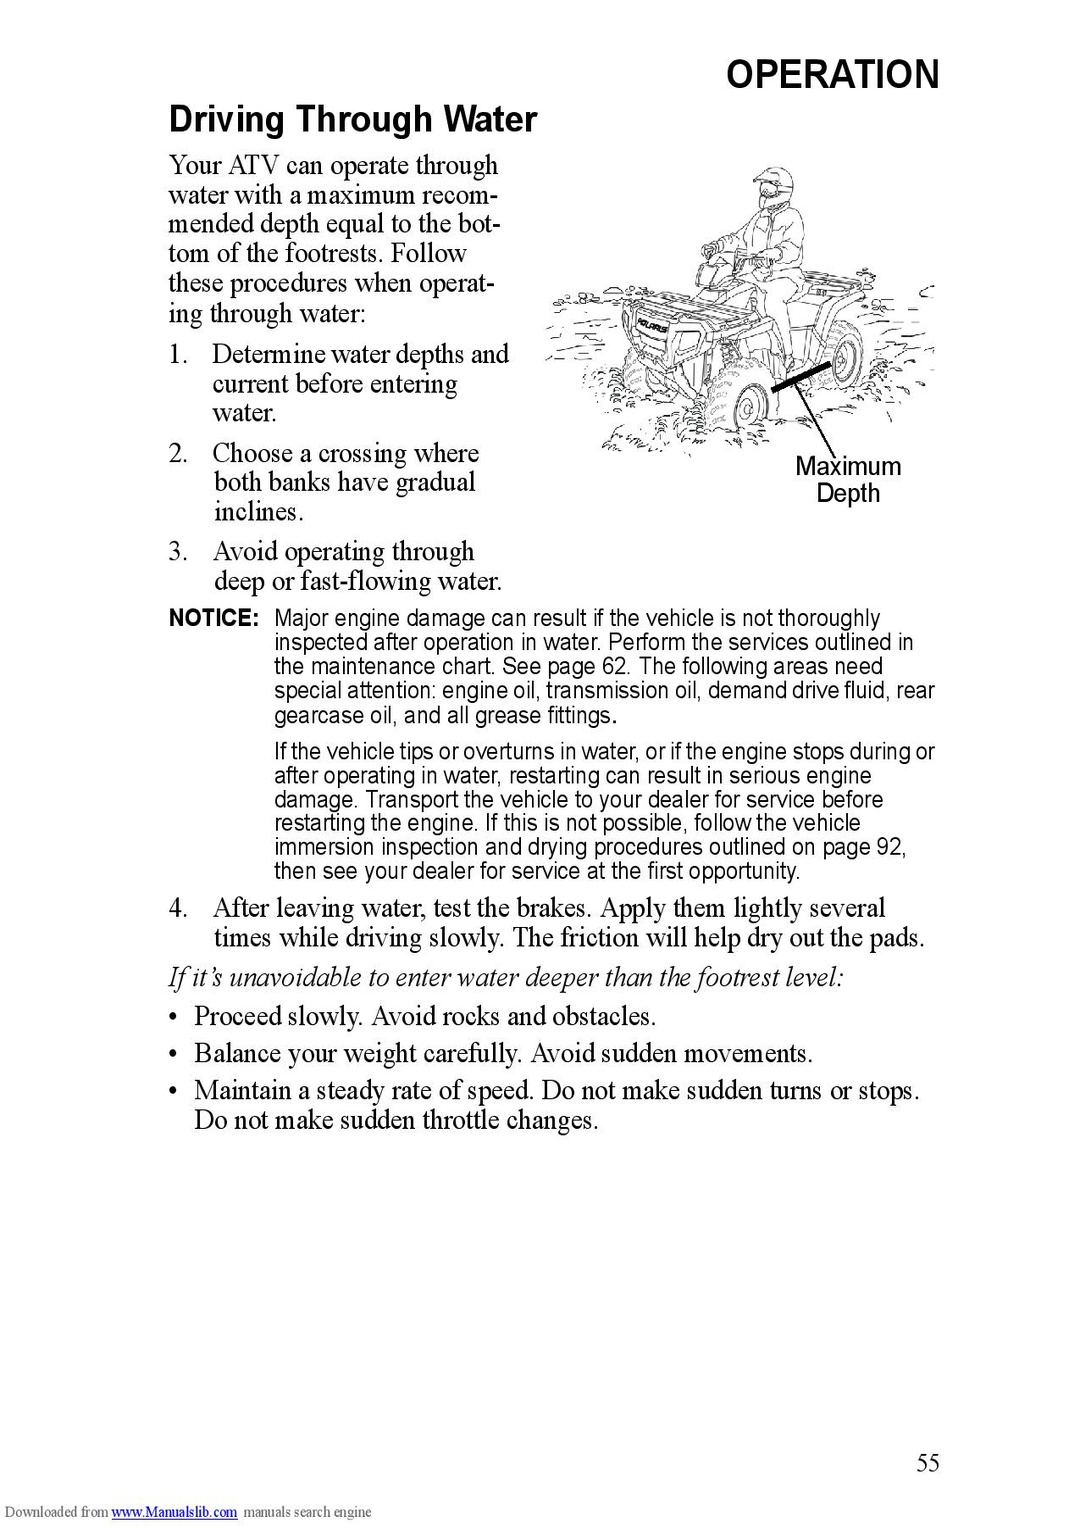 OPERATION
Driving Through Water
Your ATV can operate through
water with a maximum recom-
mended depth equal to the bot-
tom of the footrests. Follow
these procedures when operat-
ing through water:
1. Determine water depths and
current before entering
water.
2. Choose a crossing where
both banks have gradual
inclines.
3. Avoid operating through
deep or fast-flowing water.
POLARIS
Maximum
Depth
NOTICE: Major engine damage can result if the vehicle is not thoroughly
inspected after operation in water. Perform the services outlined in
the maintenance chart. See page 62. The following areas need
special attention: engine oil, transmission oil, demand drive fluid, rear
gearcase oil, and all grease fittings.
If the vehicle tips or overturns in water, or if the engine stops during or
after operating in water, restarting can result in serious engine
damage. Transport the vehicle to your dealer for service before
restarting the engine. If this is not possible, follow the vehicle
immersion inspection and drying procedures outlined on page 92,
then see your dealer for service at the first opportunity.
4. After leaving water, test the brakes. Apply them lightly several
times while driving slowly. The friction will help dry out the pads.
If it’s unavoidable to enter water deeper than the footrest level:
• Proceed slowly. Avoid rocks and obstacles.
• Balance your weight carefully. Avoid sudden movements.
• Maintain a steady rate of speed. Do not make sudden turns or stops.
Do not make sudden throttle changes.
55
Downloaded from www.Manualslib.com manuals search engine